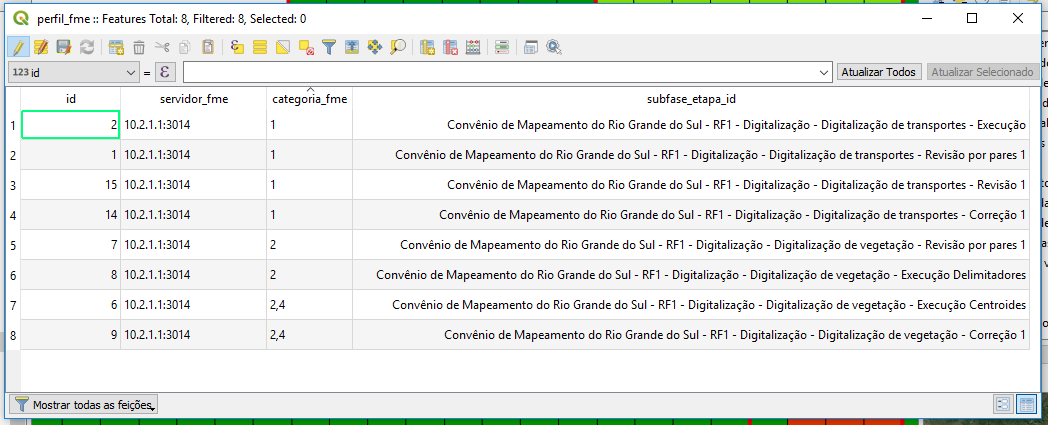 perfil_fme :: Features Total: 8, Filtered: 8, Selected: 0
123 id = ε Atualizar Todos Atualizar Selecionado
id servidor_fme categoria_fme subfase_etapa_id
1 2 10.2.1.1:3014 1 Convênio de Mapeamento do Rio Grande do Sul - RF1 - Digitalização - Digitalização de transportes - Execução
2 1 10.2.1.1:3014 1 Convênio de Mapeamento do Rio Grande do Sul - RF1 - Digitalização - Digitalização de transportes - Revisão por pares 1
3 15 10.2.1.1:3014 1 Convênio de Mapeamento do Rio Grande do Sul - RF1 - Digitalização - Digitalização de transportes - Revisão 1
4 14 10.2.1.1:3014 1 Convênio de Mapeamento do Rio Grande do Sul - RF1 - Digitalização - Digitalização de transportes - Correção 1
5 7 10.2.1.1:3014 2 Convênio de Mapeamento do Rio Grande do Sul - RF1 - Digitalização - Digitalização de vegetação - Revisão por pares 1
6 8 10.2.1.1:3014 2 Convênio de Mapeamento do Rio Grande do Sul - RF1 - Digitalização - Digitalização de vegetação - Execução Delimitadores
7 6 10.2.1.1:3014 2,4 Convênio de Mapeamento do Rio Grande do Sul - RF1 - Digitalização - Digitalização de vegetação - Execução Centroides
8 9 10.2.1.1:3014 2,4 Convênio de Mapeamento do Rio Grande do Sul - RF1 - Digitalização - Digitalização de vegetação - Correção 1
Mostrar todas as feições